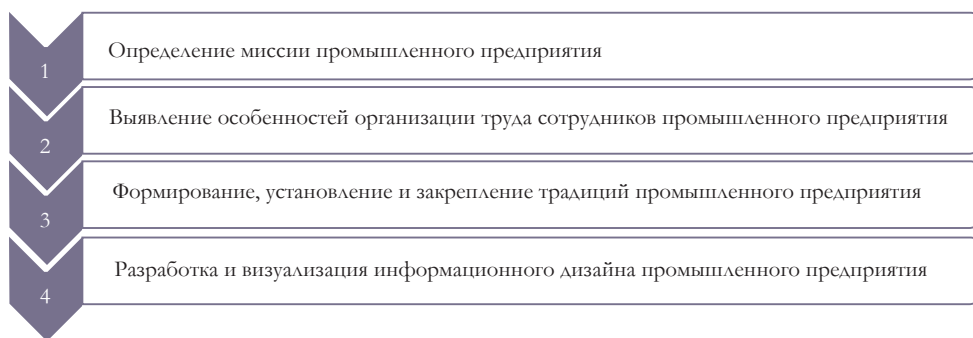 1
Определение миссии промышленного предприятия
2
Выявление особенностей организации труда сотрудников промышленного предприятия
3
Формирование, установление и закрепление традиций промышленного предприятия
4
Разработка и визуализация информационного дизайна промышленного предприятия